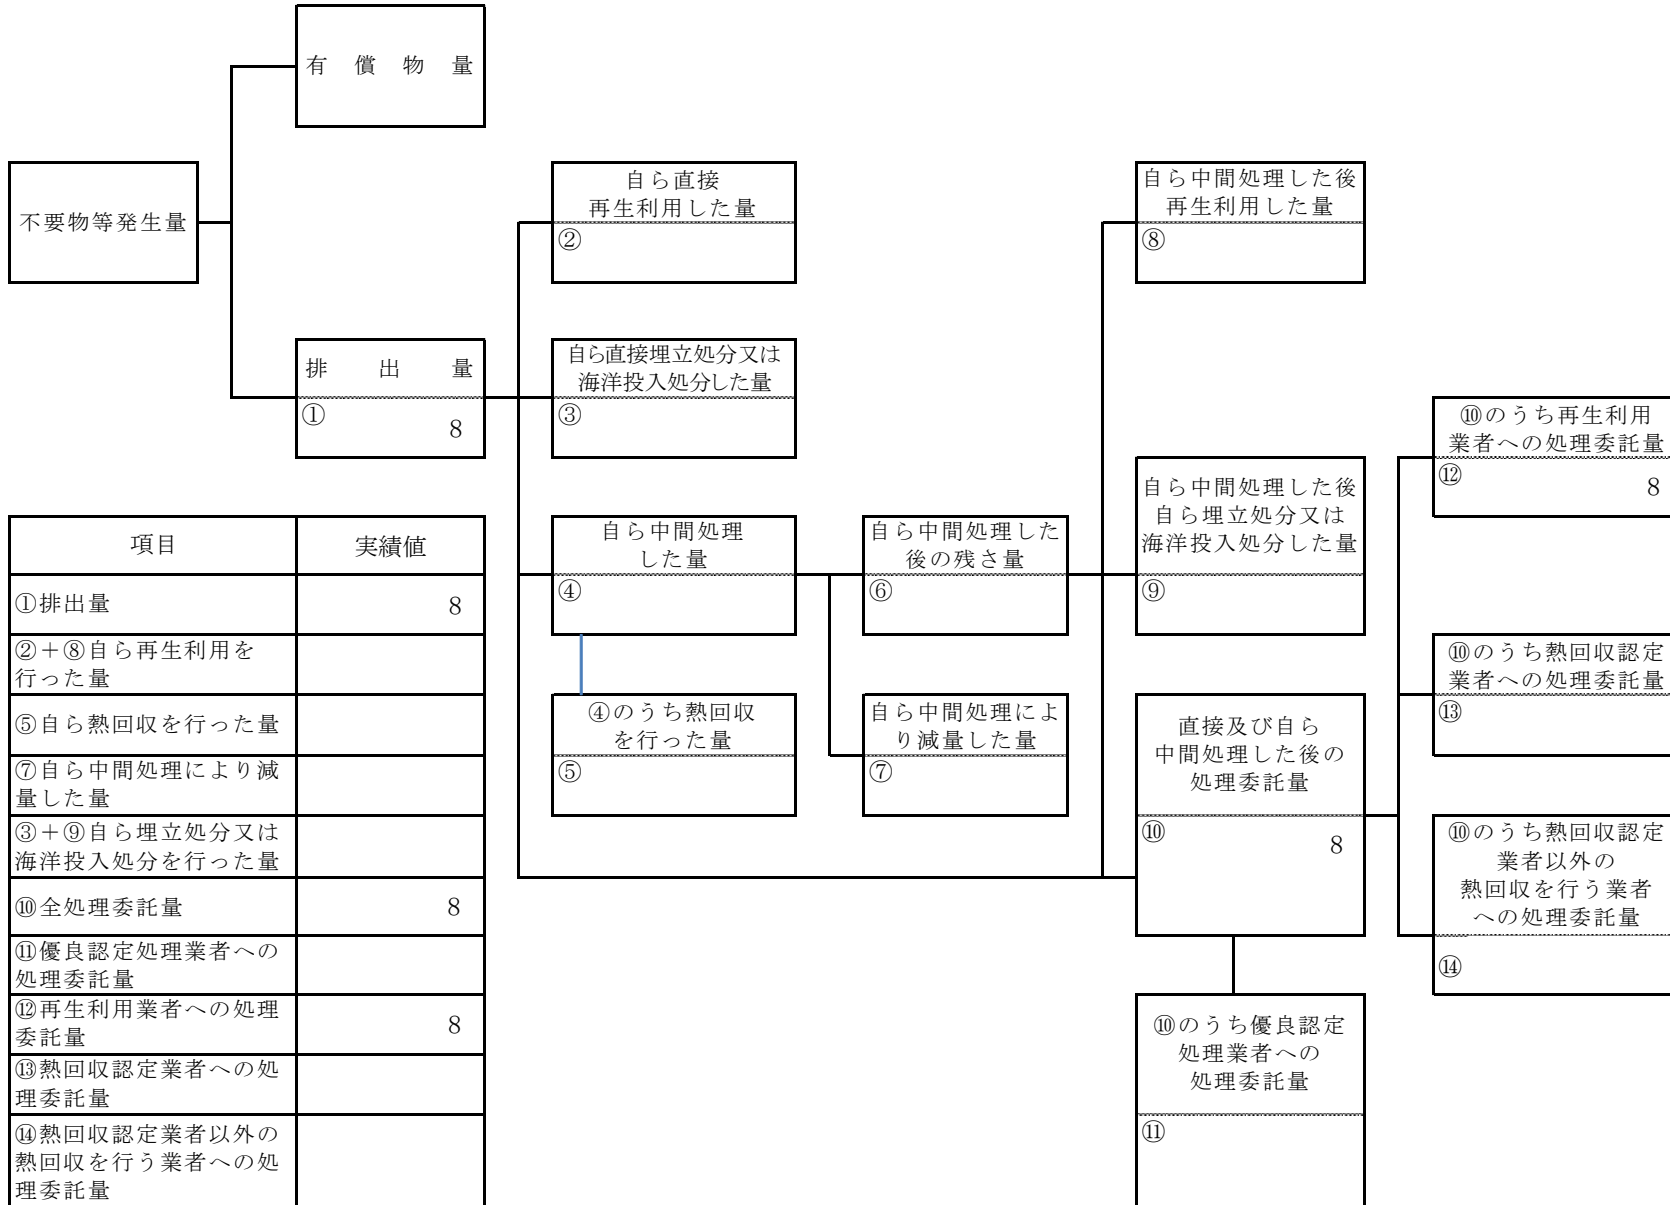 有償物量
不要物等発生量
排出量
①
8
自ら直接
再生利用した量
②
自ら直接埋立処分又は
海洋投入処分した量
③
自ら中間処理
した量
④
④のうち熱回収
を行った量
⑤
自ら中間処理した
後の残さ量
⑥
自ら中間処理によ
り減量した量
⑦
自ら中間処理した後
再生利用した量
⑧
自ら中間処理した後
自ら埋立処分又は
海洋投入処分した量
⑨
直接及び自ら
中間処理した後の
処理委託量
⑩
8
⑩のうち優良認定
処理業者への
処理委託量
⑪
⑩のうち再生利用
業者への処理委託量
⑫
8
⑩のうち熱回収認定
業者への処理委託量
⑬
⑩のうち熱回収認定
業者以外の
熱回収を行う業者
への処理委託量
⑭
項目 実績値
①排出量 8
②+⑧自ら再生利用を
行った量
⑤自ら熱回収を行った量
⑦自ら中間処理により減
量した量
③+⑨自ら埋立処分又は
海洋投入処分を行った量
⑩全処理委託量 8
⑪優良認定処理業者への
処理委託量
⑫再生利用業者への処理
委託量 8
⑬熱回収認定業者への処
理委託量
⑭熱回収認定業者以外の
熱回収を行う業者への処
理委託量